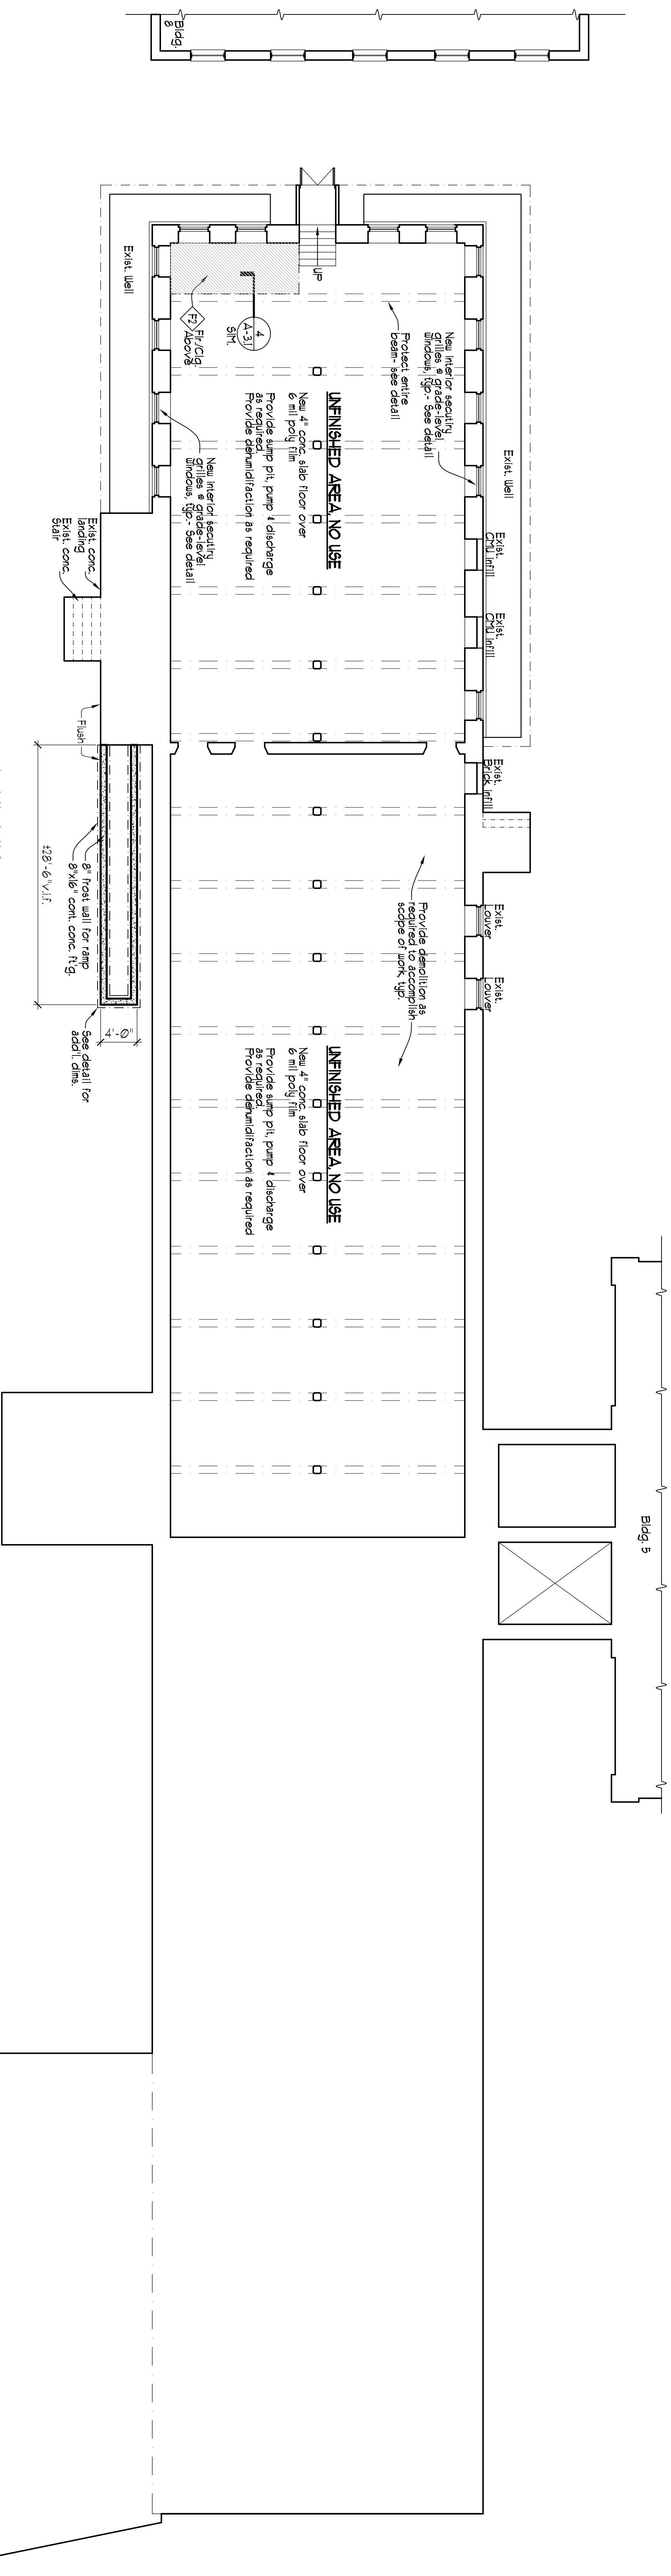 Bldg.
8
Exist. Well
UP
4
A-3
SIM.
F2
Flr./Clg.
Above
Protect entire
beam- see detail
New interior secutiry
grilles @ grade-level
windows, typ.- See detail
Exist. Well
UNFINISHED AREA, NO USE
New 4" conc. slab floor over
6 mil poly film
Provide sump pit, pump & discharge
as required.
Provide dehumidifaction as required
New interior secutiry
grilles @ grade-level
windows, typ.- See detail
Exist.
CMU infill
Exist.
CMU infill
Exist. conc.
landing
Exist. conc.
Stair
Flush
Exist.
Brick infill
Exist.
Louver
Exist.
Louver
Provide demolition as
required to accomplish
scope of work, typ.
8" frost wall for ramp
8"x16" cont. conc. ft'g.
±28'-6" v.i.f.
4'-0"
See detail for
add'l. dims.
UNFINISHED AREA, NO USE
New 4" conc. slab floor over
6 mil poly film
Provide sump pit, pump & discharge
as required.
Provide dehumidifaction as required
Bldg. 5